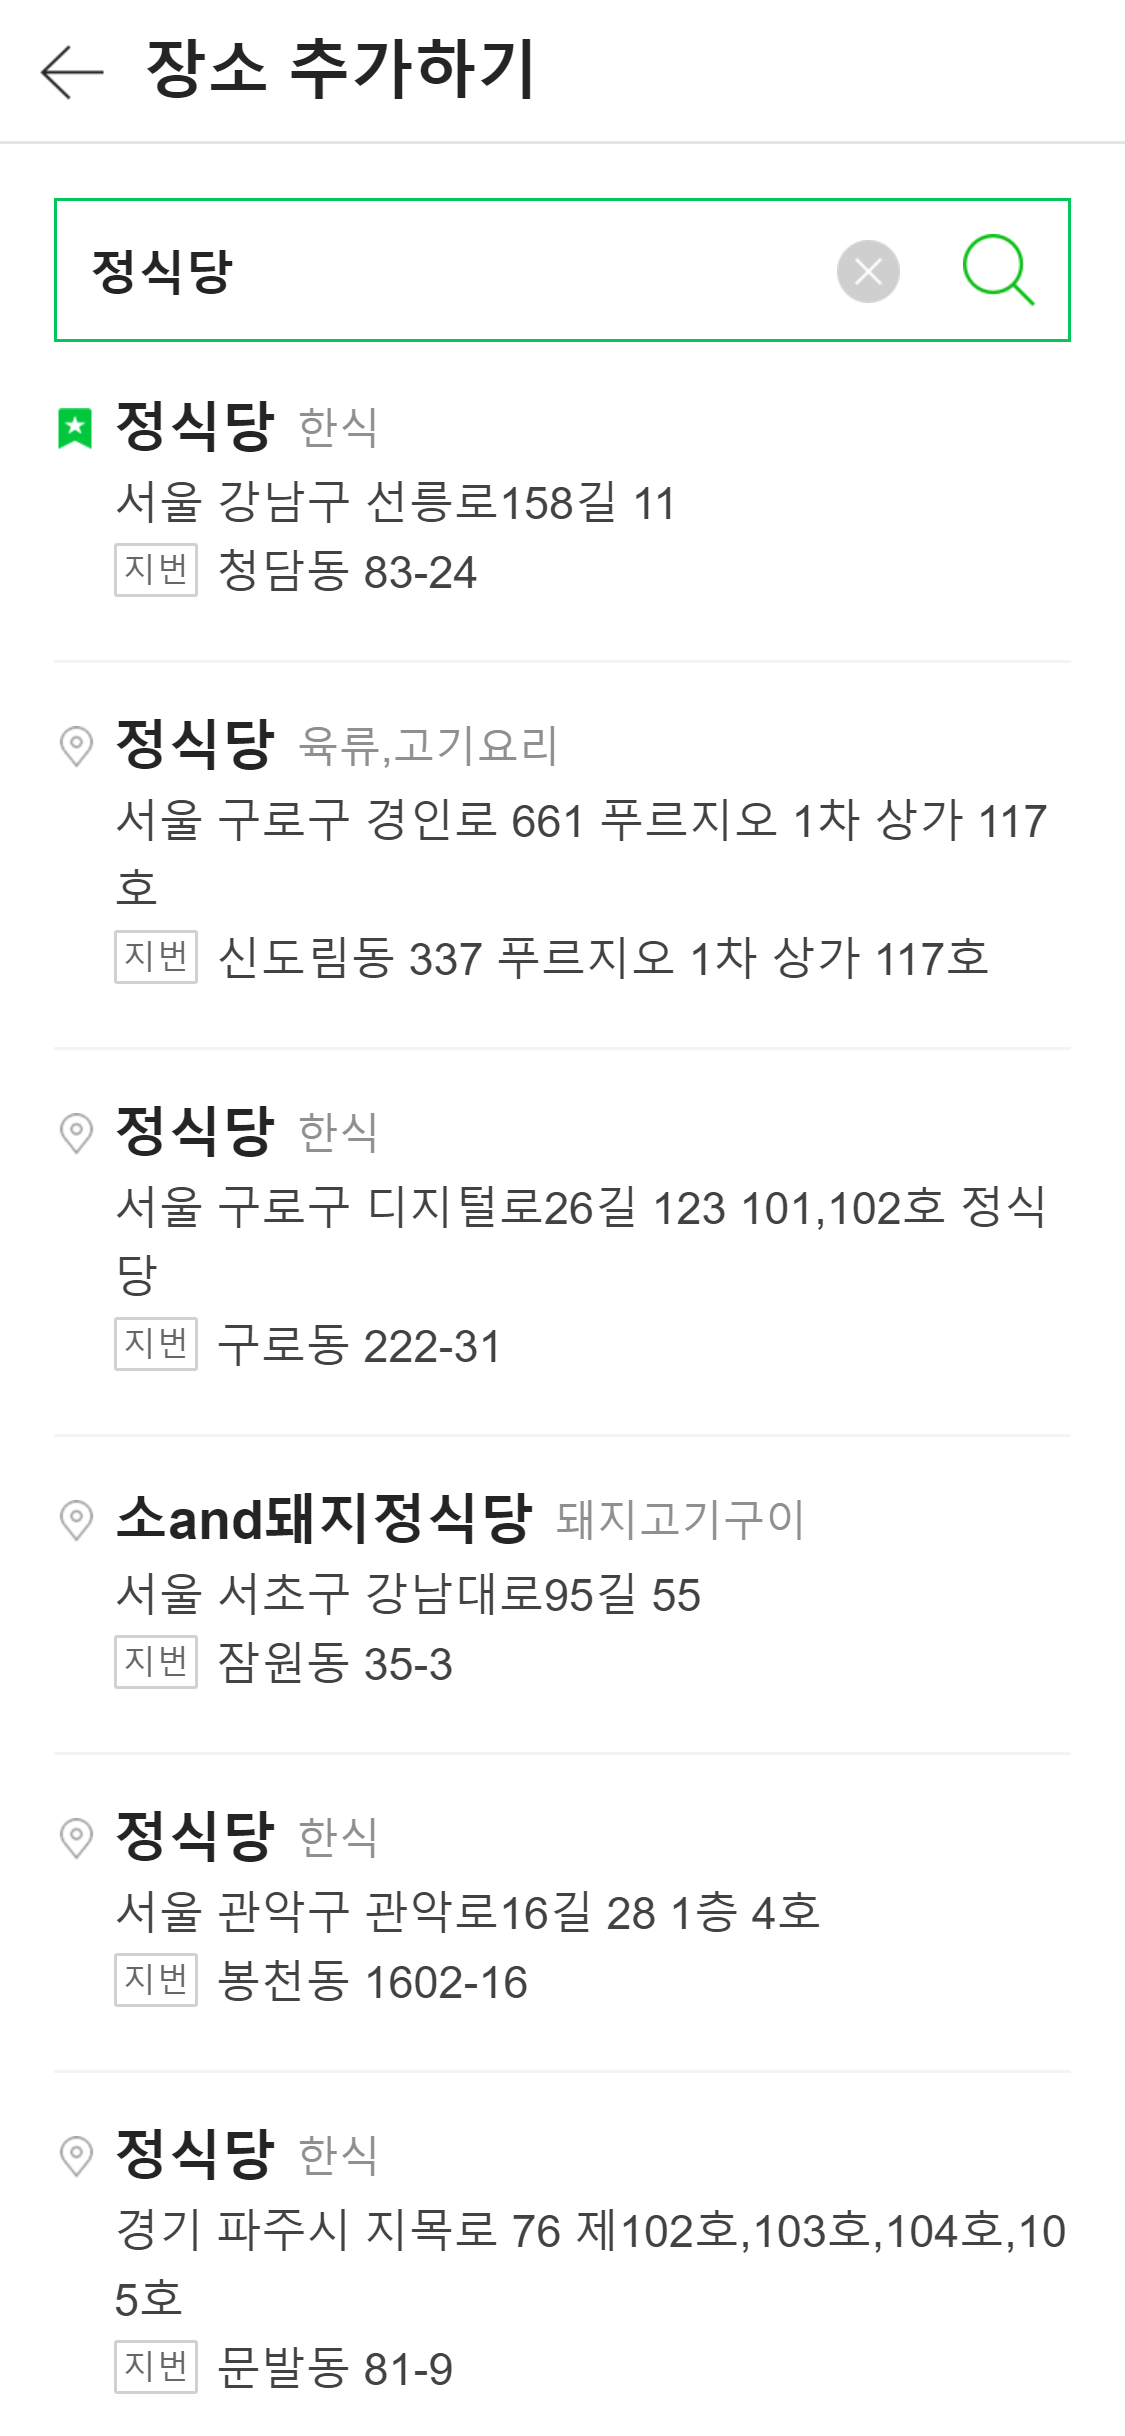 장소 추가하기
정식당
정식당 한식
서울 강남구 선릉로158길 11
지번 청담동 83-24
정식당 육류,고기요리
서울 구로구 경인로 661 푸르지오 1차 상가 117
호
지번 신도림동 337 푸르지오 1차 상가 117호
정식당 한식
서울 구로구 디지털로26길 123 101,102호 정식
당
지번 구로동 222-31
소and돼지정식당 돼지고기구이
서울 서초구 강남대로95길 55
지번 잠원동 35-3
정식당 한식
서울 관악구 관악로16길 28 1층 4호
지번 봉천동 1602-16
정식당 한식
경기 파주시 지목로 76 제102호,103호,104호,10
5호
지번 문발동 81-9